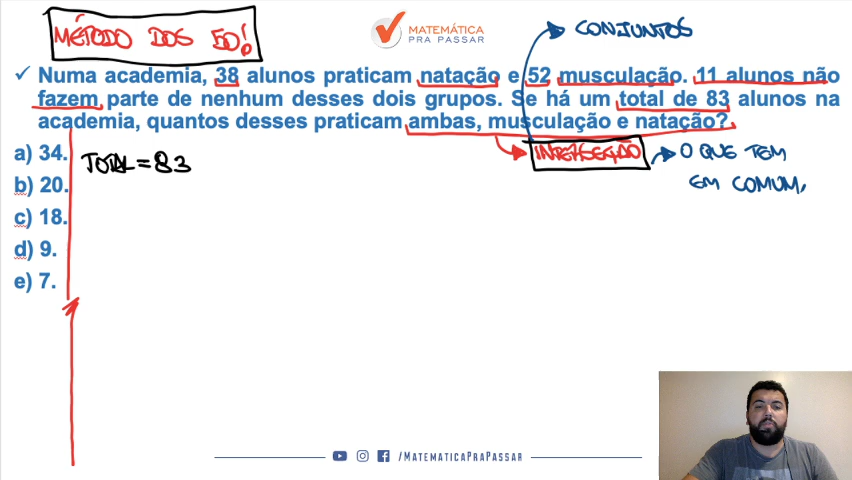 MÉTODO DOS 50!
MATEMÁTICA
PRA PASSAR
CONJUNTOS
✓ Numa academia, 38 alunos praticam natação e 52 musculação. 11 alunos não
fazem parte de nenhum desses dois grupos. Se há um total de 83 alunos na
academia, quantos desses praticam ambas, musculação e natação?
INTERSEÇÃO
O QUE TEM
EM COMUM,
a) 34.
TOTAL = 83
b) 20.
c) 18.
d) 9.
e) 7.
/MatematicaPraPassar